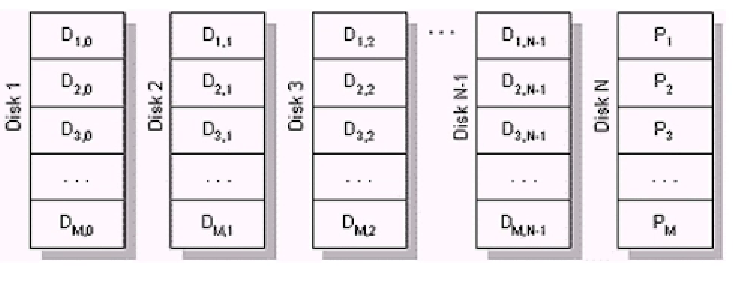 Disk 1 Disk 2 Disk 3 Disk N-1 Disk N
D1,0 D1,1 D1,2 ... D1,N-1 P1
D2,0 D2,1 D2,2 D2,N-1 P2
D3,0 D3,1 D3,2 D3,N-1 P3
... ... ... ... ...
DM,0 DM,1 DM,2 DM,N-1 PM